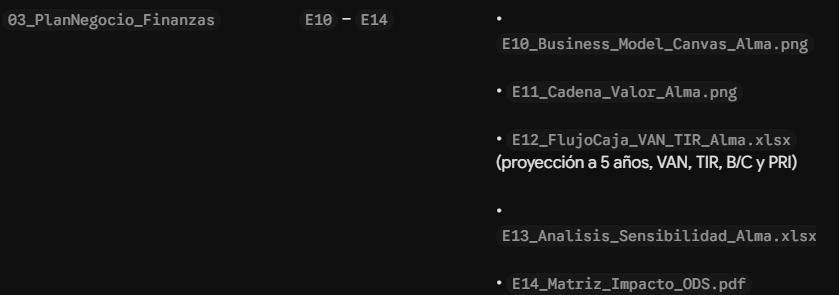 03_PlanNegocio_Finanzas E10 – E14 •
E10_Business_Model_Canvas_Alma.png
• E11_Cadena_Valor_Alma.png
• E12_FlujoCaja_VAN_TIR_Alma.xlsx
(proyección a 5 años, VAN, TIR, B/C y PRI)
•
E13_Analisis_Sensibilidad_Alma.xlsx
• E14_Matriz_Impacto_ODS.pdf